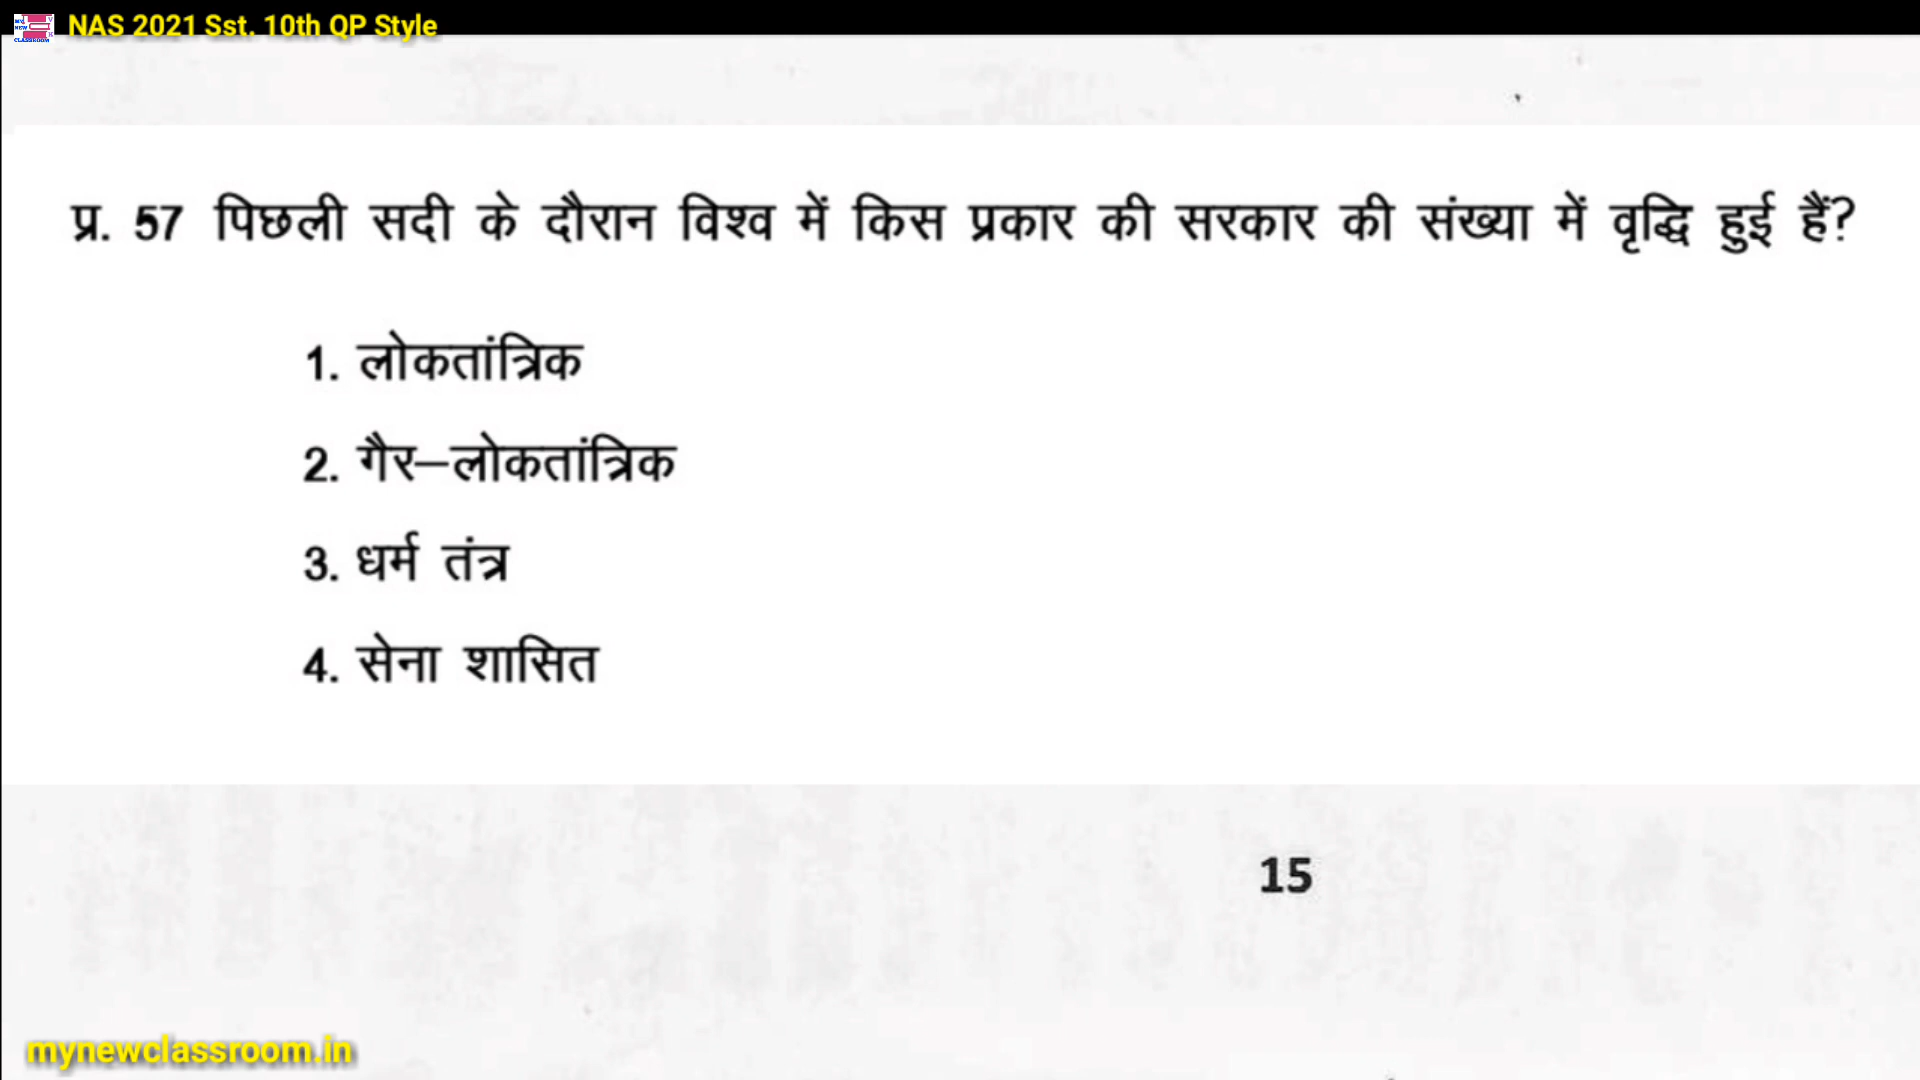 NAS 2021 Sst. 10th QP Style
प्र. 57 पिछली सदी के दौरान विश्व में किस प्रकार की सरकार की संख्या में वृद्धि हुई हैं?
1. लोकतांत्रिक
2. गैर–लोकतांत्रिक
3. धर्म तंत्र
4. सेना शासित
15
mynewclassroom.in